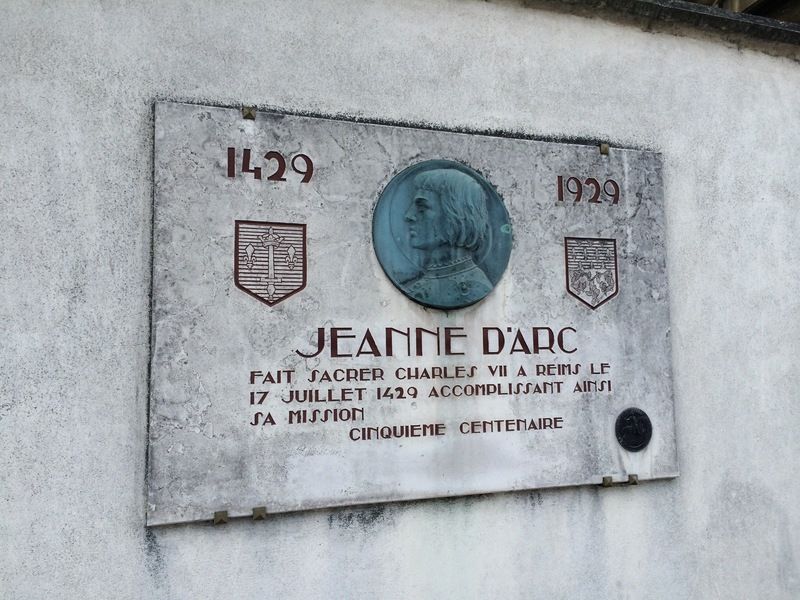 1429
1929
JEANNE D'ARC
FAIT SACRER CHARLES VII A REIMS LE
17 JUILLET 1429 ACCOMPLISSANT AINSI
SA MISSION
CINQUIEME CENTENAIRE